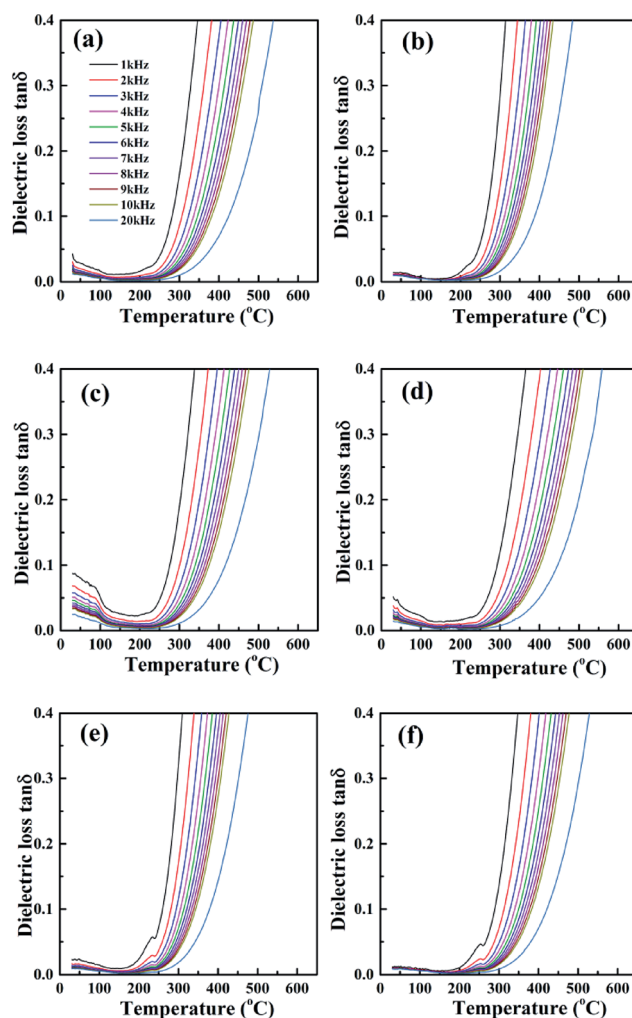 (a)
1kHz
2kHz
3kHz
4kHz
5kHz
6kHz
7kHz
8kHz
9kHz
10kHz
20kHz
Dielectric loss tanδ
0.4
0.3
0.2
0.1
0.0
0 100 200 300 400 500 600
Temperature (°C)
(b)
Dielectric loss tanδ
0.4
0.3
0.2
0.1
0.0
0 100 200 300 400 500 600
Temperature (°C)
(c)
Dielectric loss tanδ
0.4
0.3
0.2
0.1
0.0
0 100 200 300 400 500 600
Temperature (°C)
(d)
Dielectric loss tanδ
0.4
0.3
0.2
0.1
0.0
0 100 200 300 400 500 600
Temperature (°C)
(e)
Dielectric loss tanδ
0.4
0.3
0.2
0.1
0.0
0 100 200 300 400 500 600
Temperature (°C)
(f)
Dielectric loss tanδ
0.4
0.3
0.2
0.1
0.0
0 100 200 300 400 500 600
Temperature (°C)